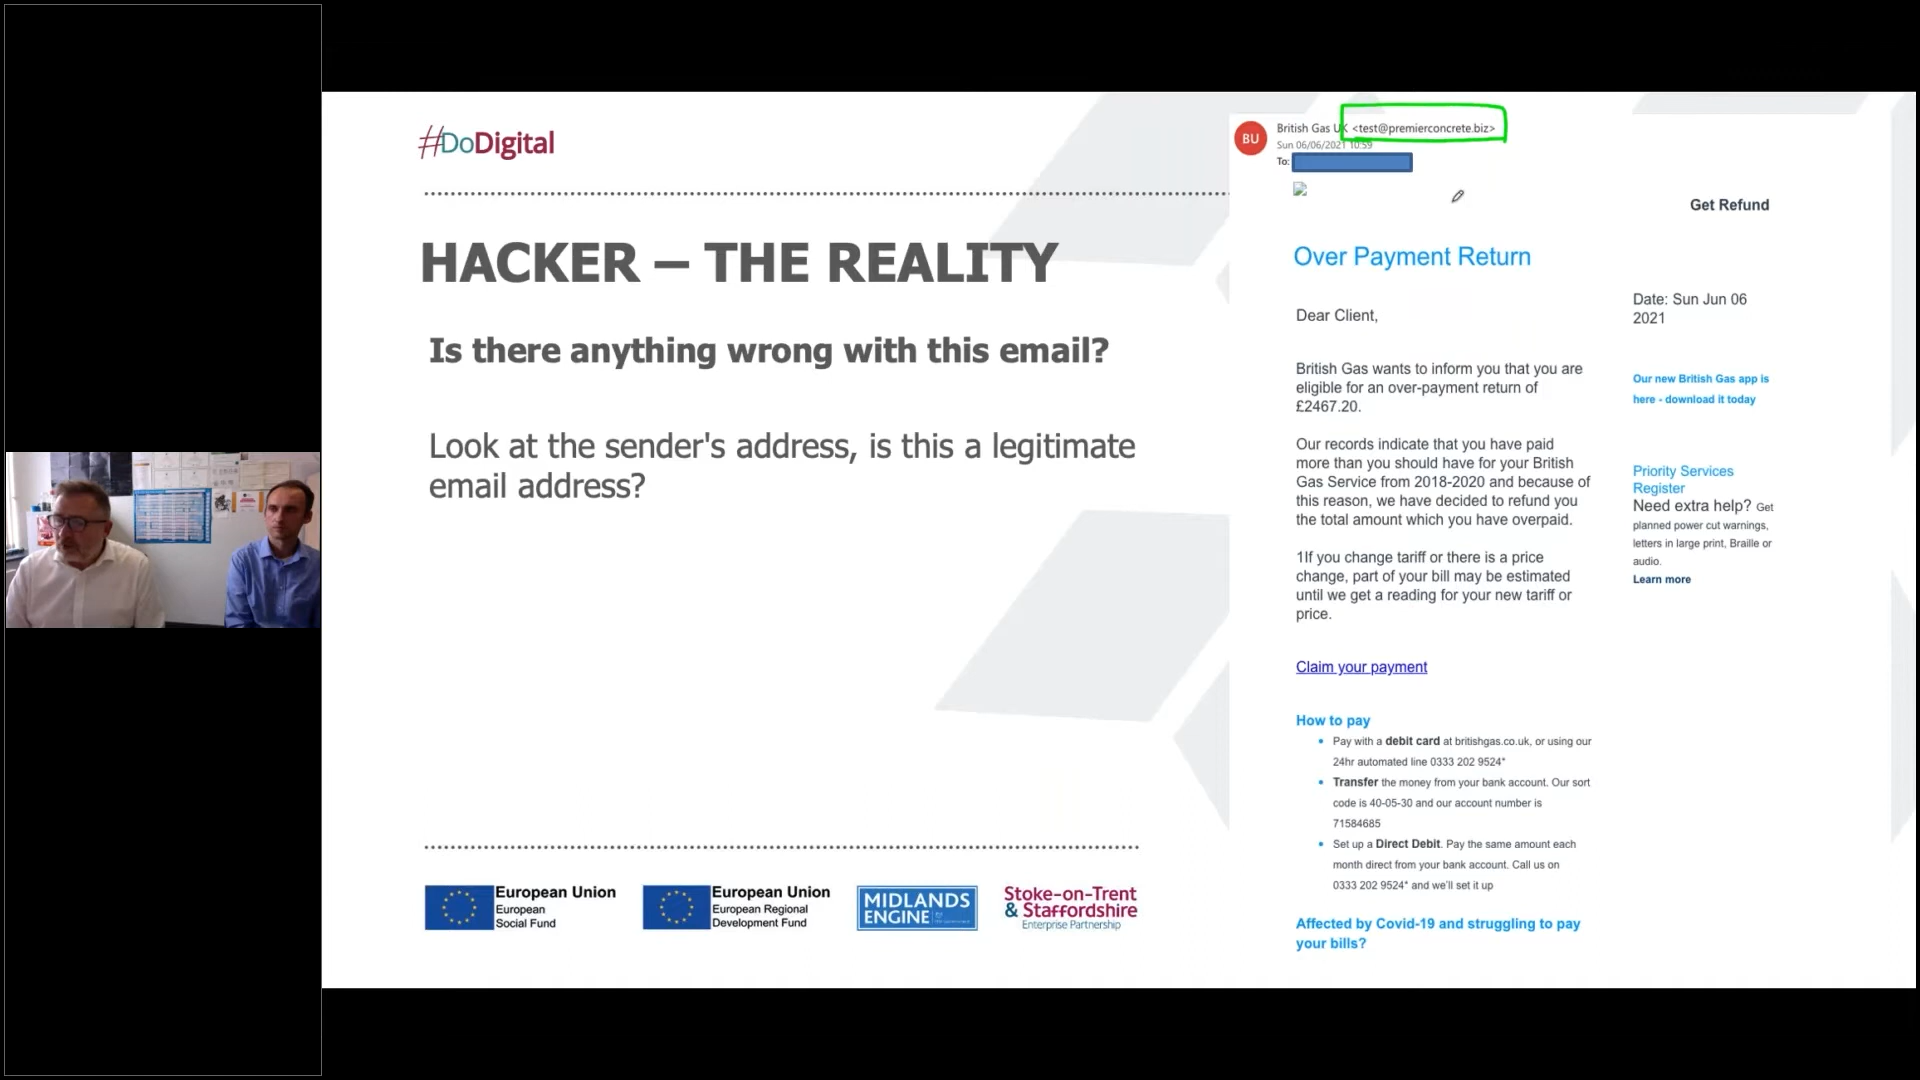 #DoDigital
HACKER – THE REALITY
Is there anything wrong with this email?
Look at the sender's address, is this a legitimate
email address?
European Union
European
Social Fund
European Union
European Regional
Development Fund
MIDLANDS
ENGINE
Stoke-on-Trent
& Staffordshire
Enterprise Partnership
BU
British Gas UK <test@premierconcrete.biz>
Sun 06/06/2021 10:59
To:
Get Refund
Over Payment Return
Date: Sun Jun 06
2021
Dear Client,
British Gas wants to inform you that you are
eligible for an over-payment return of
£2467.20.
Our records indicate that you have paid
more than you should have for your British
Gas Service from 2018-2020 and because of
this reason, we have decided to refund you
the total amount which you have overpaid.
1If you change tariff or there is a price
change, part of your bill may be estimated
until we get a reading for your new tariff or
price.
Claim your payment
How to pay
Pay with a debit card at britishgas.co.uk, or using our
24hr automated line 0333 202 9524*
Transfer the money from your bank account. Our sort
code is 40-05-30 and our account number is
71584685
Set up a Direct Debit. Pay the same amount each
month direct from your bank account. Call us on
0333 202 9524* and we'll set it up
Affected by Covid-19 and struggling to pay
your bills?
Our new British Gas app is
here - download it today
Priority Services
Register
Need extra help? Get
planned power cut warnings,
letters in large print, Braille or
audio.
Learn more